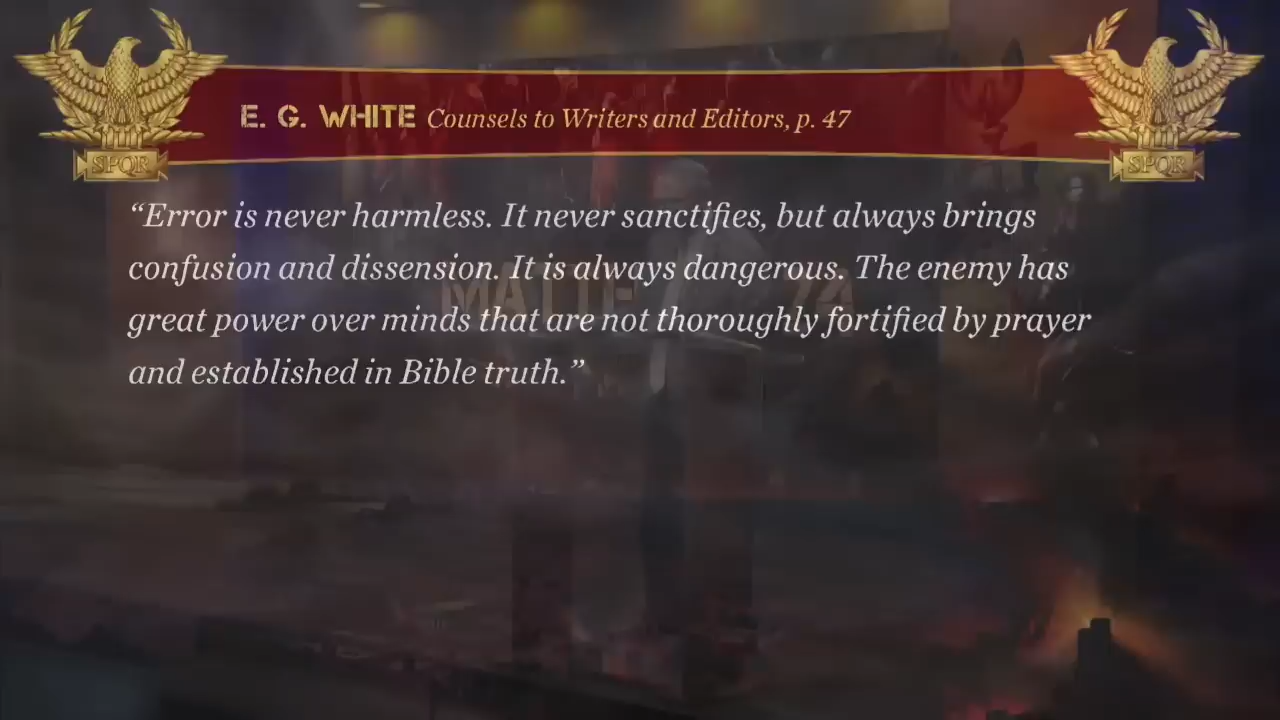 E. G. WHITE Counsels to Writers and Editors, p. 47
SPQR
SPQR
“Error is never harmless. It never sanctifies, but always brings
confusion and dissension. It is always dangerous. The enemy has
great power over minds that are not thoroughly fortified by prayer
and established in Bible truth.”